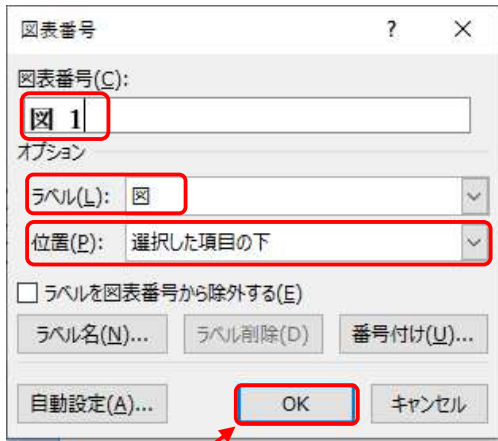 図表番号 ? ×
図表番号(C):
図 1
オプション
ラベル(L): 図
位置(P): 選択した項目の下
ラベルを図表番号から除外する(E)
ラベル名(N)... ラベル削除(D) 番号付け(U)...
自動設定(A)... OK キャンセル